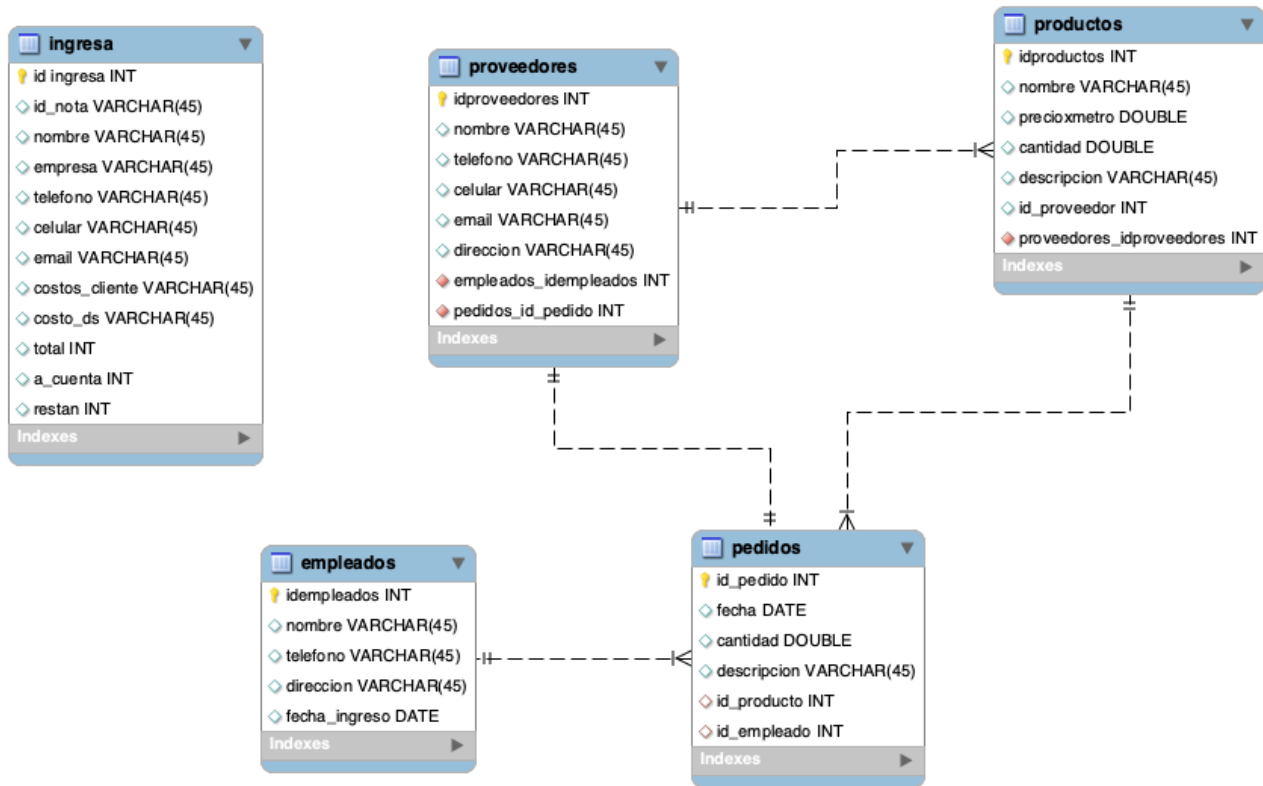 ingresa
id ingresa INT
id_nota VARCHAR(45)
nombre VARCHAR(45)
empresa VARCHAR(45)
telefono VARCHAR(45)
celular VARCHAR(45)
email VARCHAR(45)
costos_cliente VARCHAR(45)
costo_ds VARCHAR(45)
total INT
a_cuenta INT
restan INT
Indexes
proveedores
idproveedores INT
nombre VARCHAR(45)
telefono VARCHAR(45)
celular VARCHAR(45)
email VARCHAR(45)
direccion VARCHAR(45)
empleados_idempleados INT
pedidos_id_pedido INT
Indexes
productos
idproductos INT
nombre VARCHAR(45)
precioxmetro DOUBLE
cantidad DOUBLE
descripcion VARCHAR(45)
id_proveedor INT
proveedores_idproveedores INT
Indexes
empleados
idempleados INT
nombre VARCHAR(45)
telefono VARCHAR(45)
direccion VARCHAR(45)
fecha_ingreso DATE
Indexes
pedidos
id_pedido INT
fecha DATE
cantidad DOUBLE
descripcion VARCHAR(45)
id_producto INT
id_empleado INT
Indexes